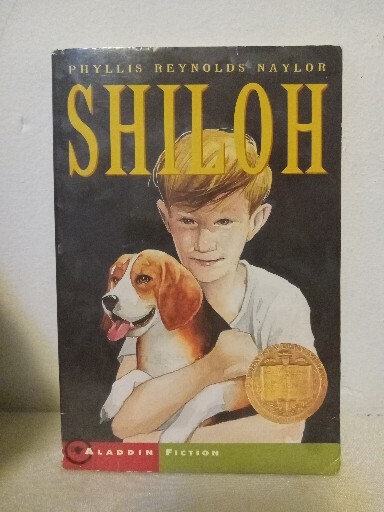 PHYLLIS REYNOLDS NAYLOR
SHILOH
ALADDIN FICTION